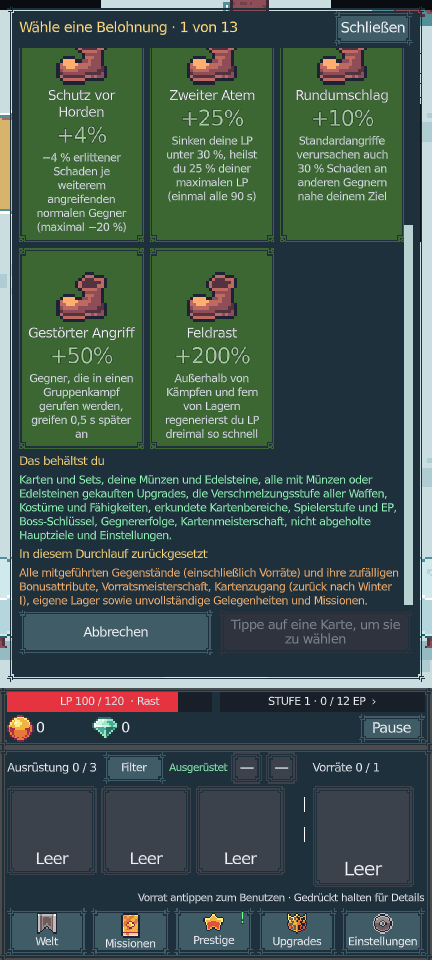 Wähle eine Belohnung · 1 von 13
Schließen
Schutz vor
Horden
+4%
−4 % erlittener
Schaden je
weiterem
angreifenden
normalen Gegner
(maximal −20 %)
Zweiter Atem
+25%
Sinken deine LP
unter 30 %, heilst
du 25 % deiner
maximalen LP
(einmal alle 90 s)
Rundumschlag
+10%
Standardangriffe
verursachen auch
30 % Schaden an
anderen Gegnern
nahe deinem Ziel
Gestörter Angriff
+50%
Gegner, die in einen
Gruppenkampf
gerufen werden,
greifen 0,5 s später
an
Feldrast
+200%
Außerhalb von
Kämpfen und fern
von Lagern
regenerierst du LP
dreimal so schnell
Das behältst du
Karten und Sets, deine Münzen und Edelsteine, alle mit Münzen oder
Edelsteinen gekauften Upgrades, die Verschmelzungsstufe aller Waffen,
Kostüme und Fähigkeiten, erkundete Kartenbereiche, Spielerstufe und EP,
Boss-Schlüssel, Gegnererfolge, Kartenmeisterschaft, nicht abgeholte
Hauptziele und Einstellungen.
In diesem Durchlauf zurückgesetzt
Alle mitgeführten Gegenstände (einschließlich Vorräte) und ihre zufälligen
Bonusattribute, Vorratsmeisterschaft, Kartenzugang (zurück nach Winter
I), eigene Lager sowie unvollständige Gelegenheiten und Missionen.
Abbrechen
Tippe auf eine Karte, um sie
zu wählen
LP 100 / 120 · Rast
STUFE 1 · 0 / 12 EP ›
0
0
Pause
Ausrüstung 0 / 3
Filter
Ausgerüstet
—
—
Vorräte 0 / 1
Leer
Leer
Leer
Leer
Vorrat antippen zum Benutzen · Gedrückt halten für Details
Welt
Missionen
!
Prestige
Upgrades
Einstellungen